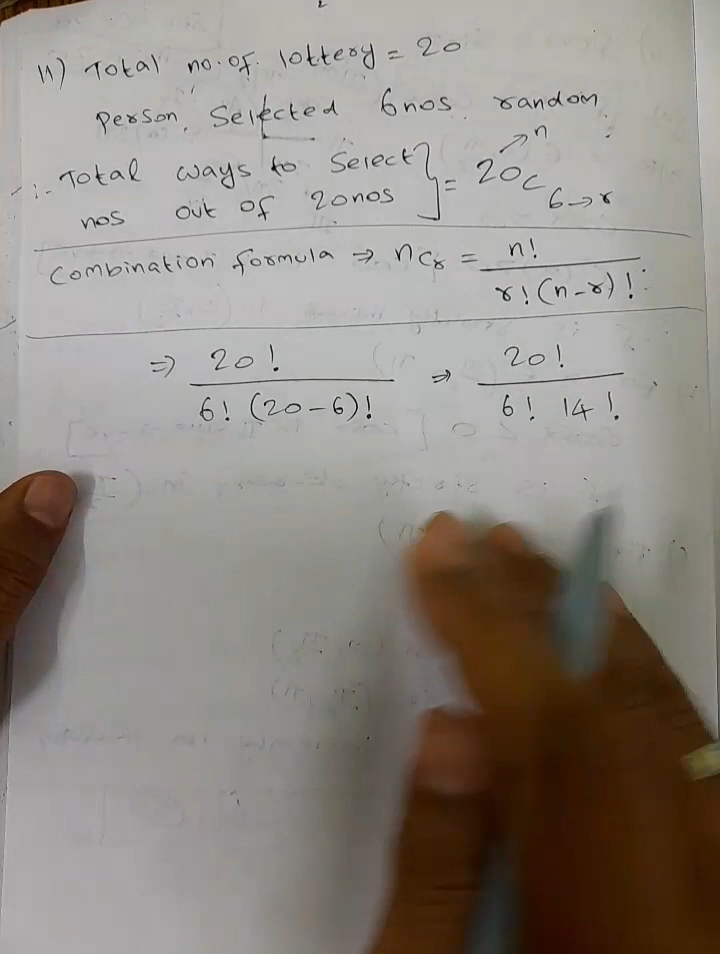 11) Total no. of. lottery = 20
person. Selected 6nos. random.
∴ Total ways to Select nos out of 20nos } = 20C6 → r
→ n
Combination formula ⇒ nCr = n! / r! (n-r)!
⇒ 20! / 6! (20-6)! ⇒ 20! / 6! 14!